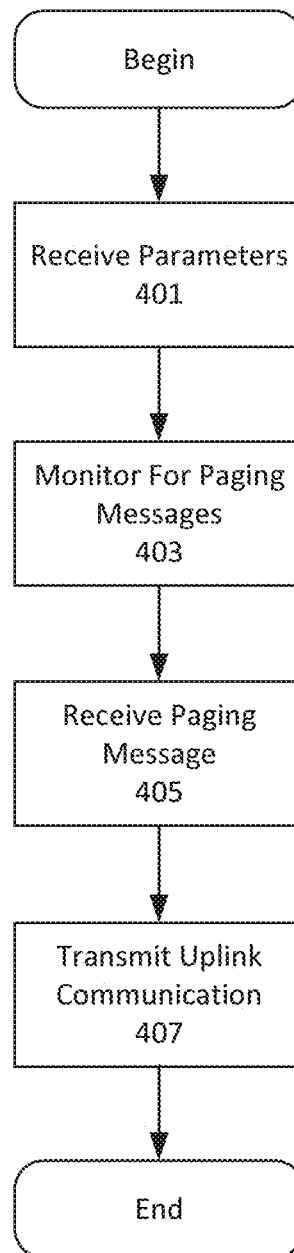 Begin
Receive Parameters
401
Monitor For Paging
Messages
403
Receive Paging
Message
405
Transmit Uplink
Communication
407
End